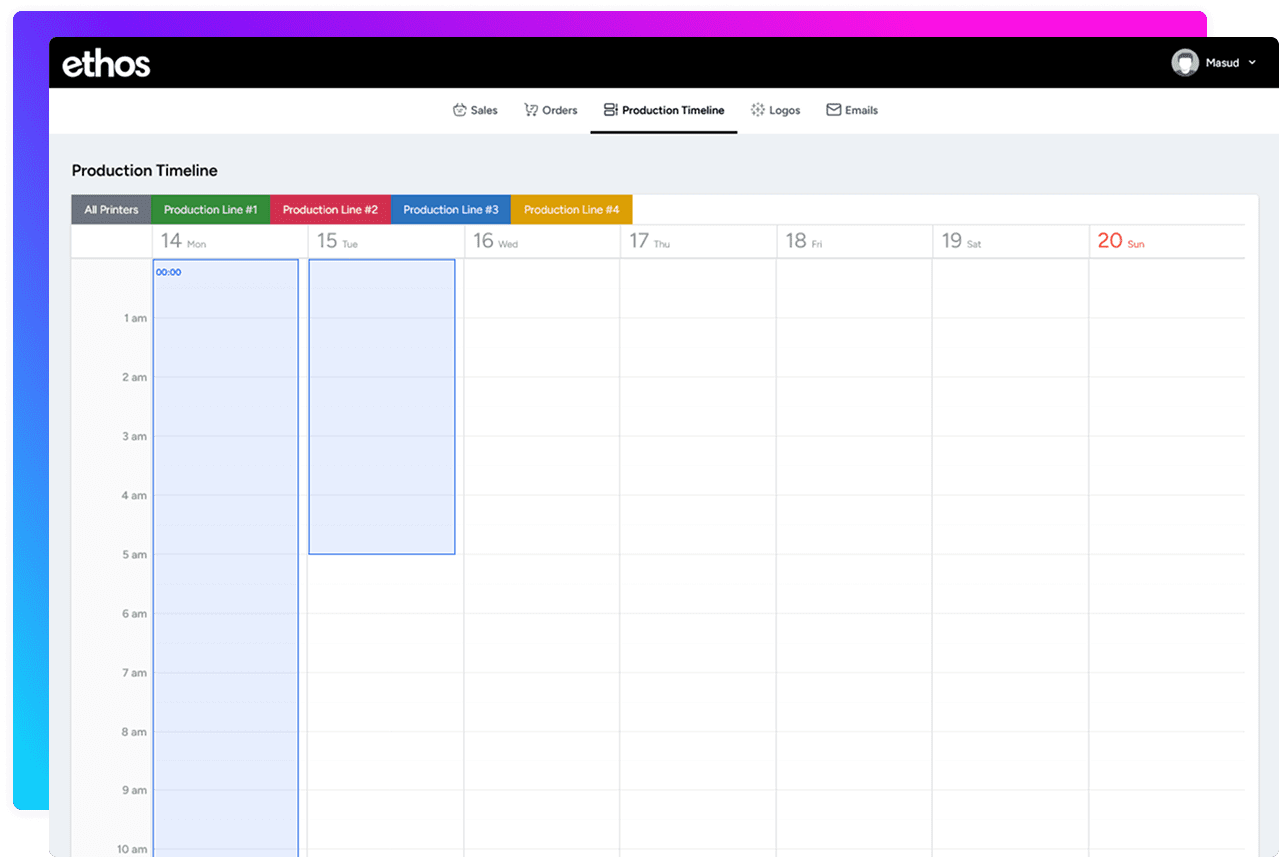 ethos
Masud
Sales Orders Production Timeline Logos Emails
Production Timeline
All Printers Production Line #1 Production Line #2 Production Line #3 Production Line #4
14 Mon 15 Tue 16 Wed 17 Thu 18 Fri 19 Sat 20 Sun
00:00
1 am
2 am
3 am
4 am
5 am
6 am
7 am
8 am
9 am
10 am